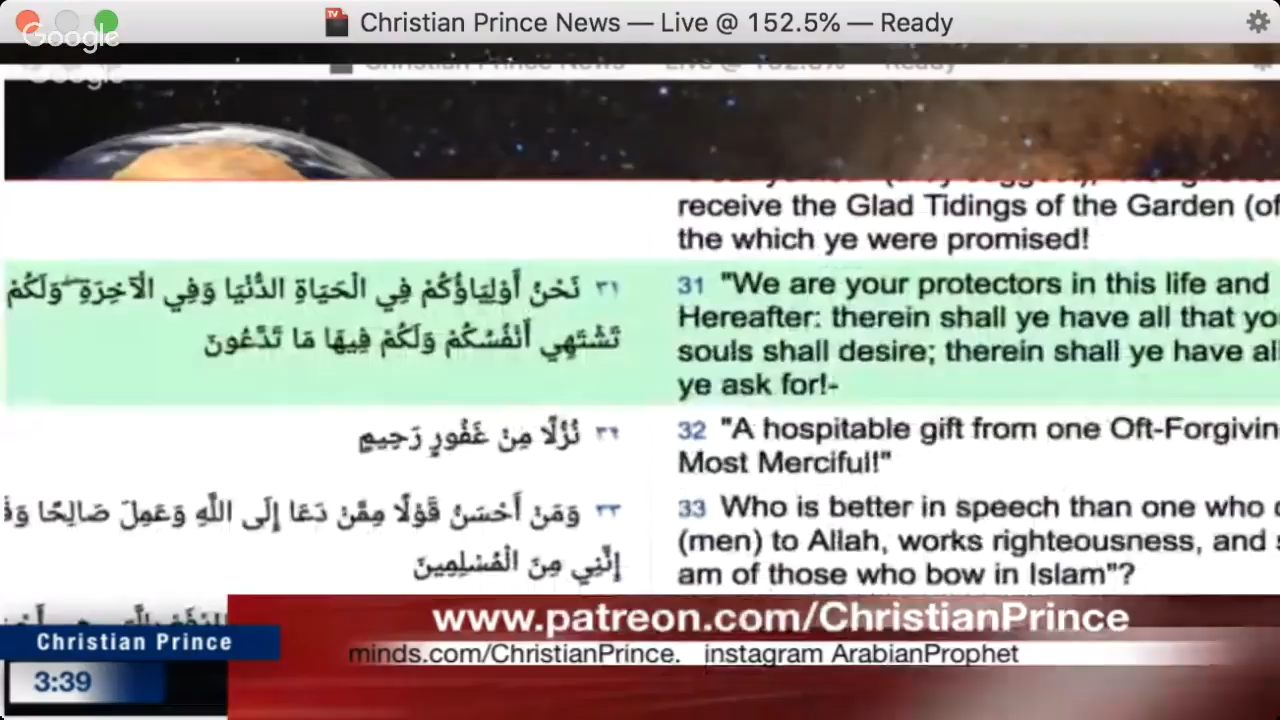 Christian Prince News — Live @ 152.5% — Ready
Google
Google
receive the Glad Tidings of the Garden (of
the which ye were promised!
٣١ نَحْنُ أَوْلِيَاؤُكُمْ فِي الْحَيَاةِ الدُّنْيَا وَفِي الْآخِرَةِ ۖ وَلَكُمْ
تَشْتَهِي أَنْفُسُكُمْ وَلَكُمْ فِيهَا مَا تَدَّعُونَ
31 "We are your protectors in this life and
Hereafter: therein shall ye have all that yo
souls shall desire; therein shall ye have al
ye ask for!-
٣٢ نُزُلًا مِنْ غَفُورٍ رَحِيمٍ
32 "A hospitable gift from one Oft-Forgivin
Most Merciful!"
٣٣ وَمَنْ أَحْسَنُ قَوْلًا مِمَّنْ دَعَا إِلَى اللَّهِ وَعَمِلَ صَالِحًا
إِنَّنِي مِنَ الْمُسْلِمِينَ
33 Who is better in speech than one who
(men) to Allah, works righteousness, and
am of those who bow in Islam"?
www.patreon.com/ChristianPrince
Christian Prince
minds.com/ChristianPrince. instagram ArabianProphet
3:39